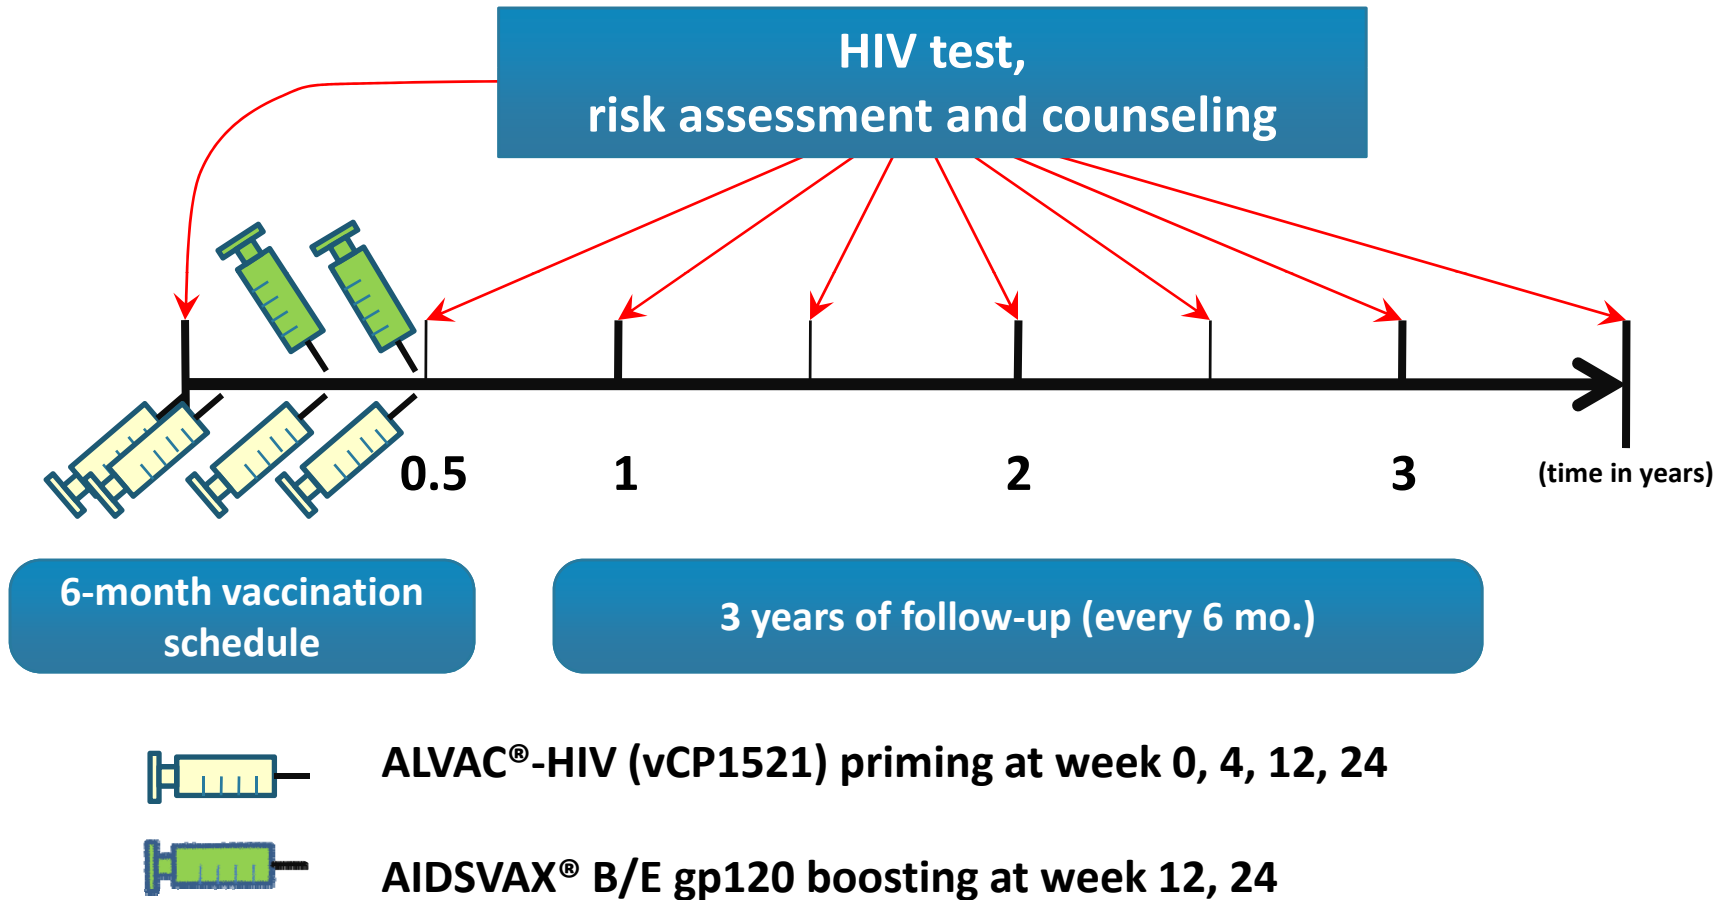 HIV test,
risk assessment and counseling
0.5
1
2
3
(time in years)
6-month vaccination
schedule
3 years of follow-up (every 6 mo.)
ALVAC®-HIV (vCP1521) priming at week 0, 4, 12, 24
AIDSVAX® B/E gp120 boosting at week 12, 24